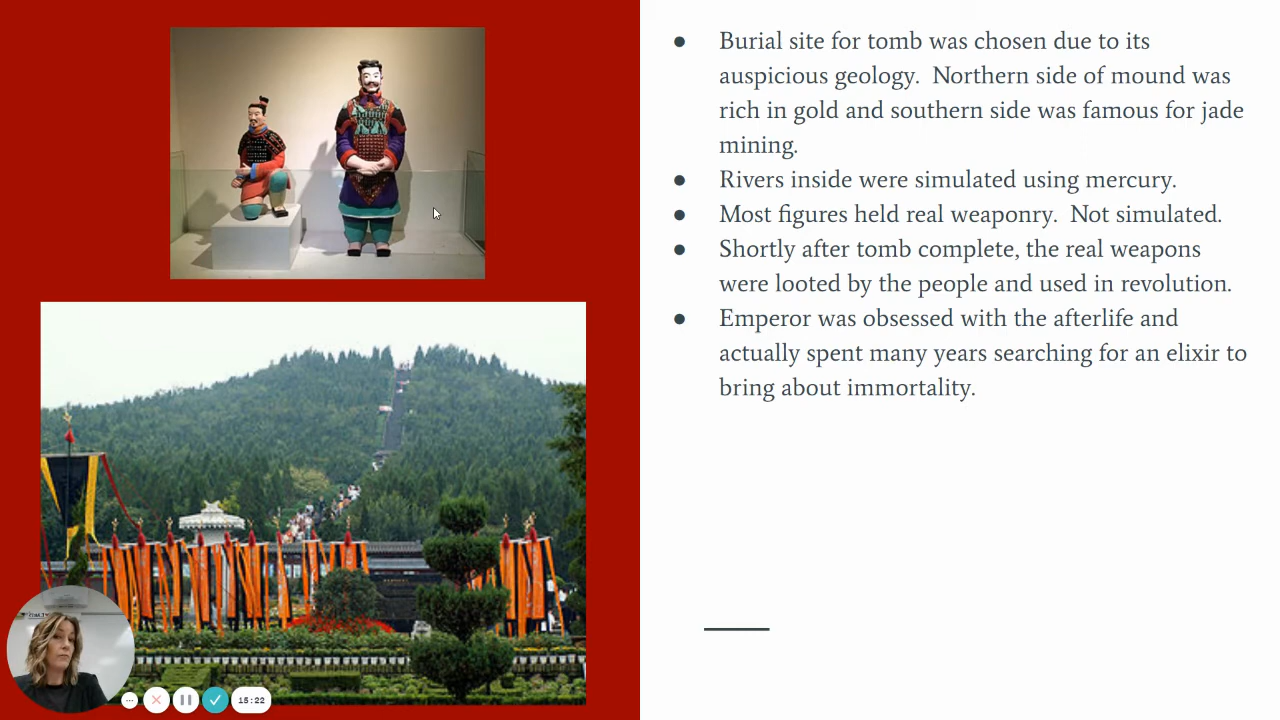 ● Burial site for tomb was chosen due to its
auspicious geology.  Northern side of mound was
rich in gold and southern side was famous for jade
mining.
● Rivers inside were simulated using mercury.
● Most figures held real weaponry.  Not simulated.
● Shortly after tomb complete, the real weapons
were looted by the people and used in revolution.
● Emperor was obsessed with the afterlife and
actually spent many years searching for an elixir to
bring about immortality.
15:22